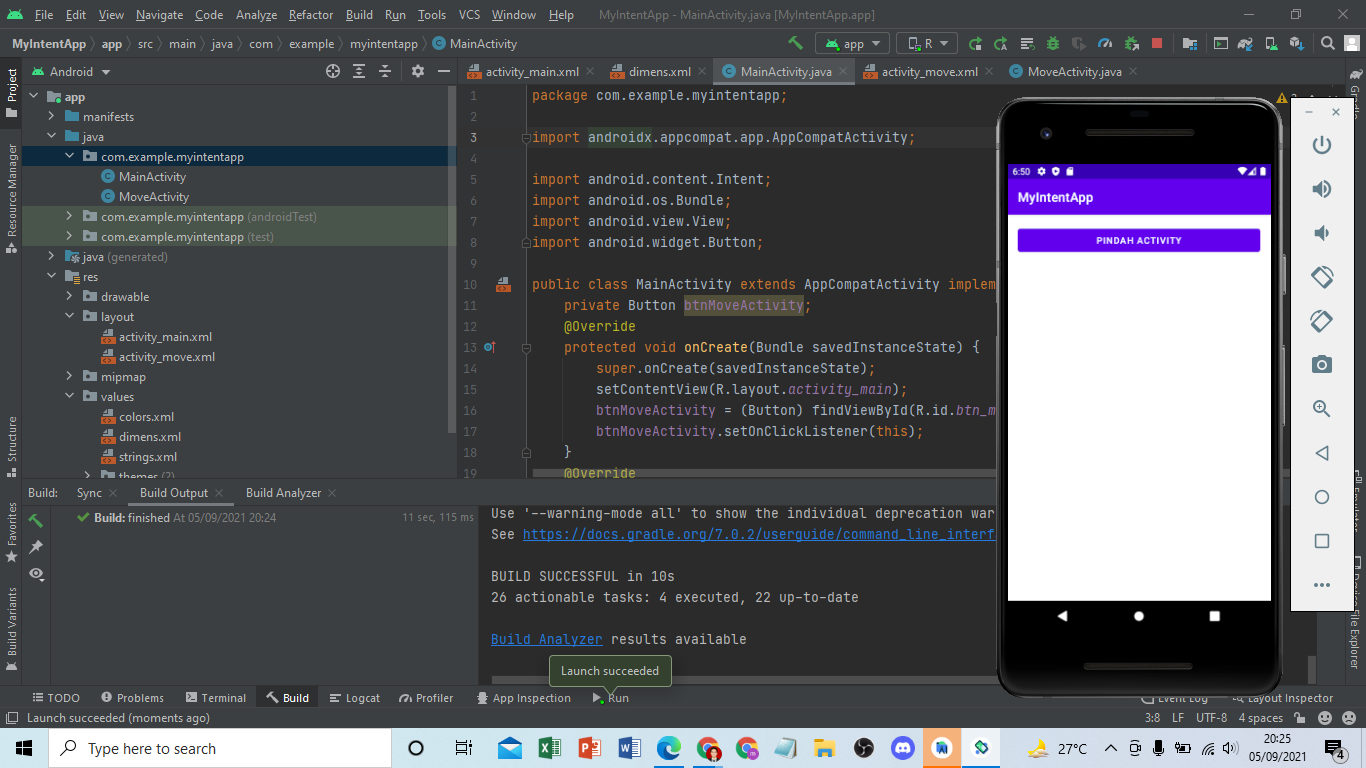 File Edit View Navigate Code Analyze Refactor Build Run Tools VCS Window Help MyIntentApp - MainActivity.java [MyIntentApp.app]
MyIntentApp app src main java com example myintentapp MainActivity app R
Android
activity_main.xml dimens.xml MainActivity.java activity_move.xml MoveActivity.java
Project
Resource Manager
Structure
Favorites
Build Variants
Gradle
app
manifests
java
com.example.myintentapp
MainActivity
MoveActivity
com.example.myintentapp (androidTest)
com.example.myintentapp (test)
java (generated)
res
drawable
layout
activity_main.xml
activity_move.xml
mipmap
values
colors.xml
dimens.xml
strings.xml
themes (2)
1 package com.example.myintentapp;
2
3 import androidx.appcompat.app.AppCompatActivity;
4
5 import android.content.Intent;
6 import android.os.Bundle;
7 import android.view.View;
8 import android.widget.Button;
9
10 public class MainActivity extends AppCompatActivity implem
11 private Button btnMoveActivity;
12 @Override
13 protected void onCreate(Bundle savedInstanceState) {
14 super.onCreate(savedInstanceState);
15 setContentView(R.layout.activity_main);
16 btnMoveActivity = (Button) findViewById(R.id.btn_m
17 btnMoveActivity.setOnClickListener(this);
18 }
19 @Override
6:50
MyIntentApp
PINDAH ACTIVITY
Build: Sync Build Output Build Analyzer
Build: finished At 05/09/2021 20:24 11 sec, 115 ms
Use '--warning-mode all' to show the individual deprecation war
See https://docs.gradle.org/7.0.2/userguide/command_line_interf
BUILD SUCCESSFUL in 10s
26 actionable tasks: 4 executed, 22 up-to-date
Build Analyzer results available
Launch succeeded
File Explorer
TODO Problems Terminal Build Logcat Profiler App Inspection Run Event Log Layout Inspector
Launch succeeded (moments ago) 3:8 LF UTF-8 4 spaces
Type here to search 27°C 20:25
05/09/2021 4